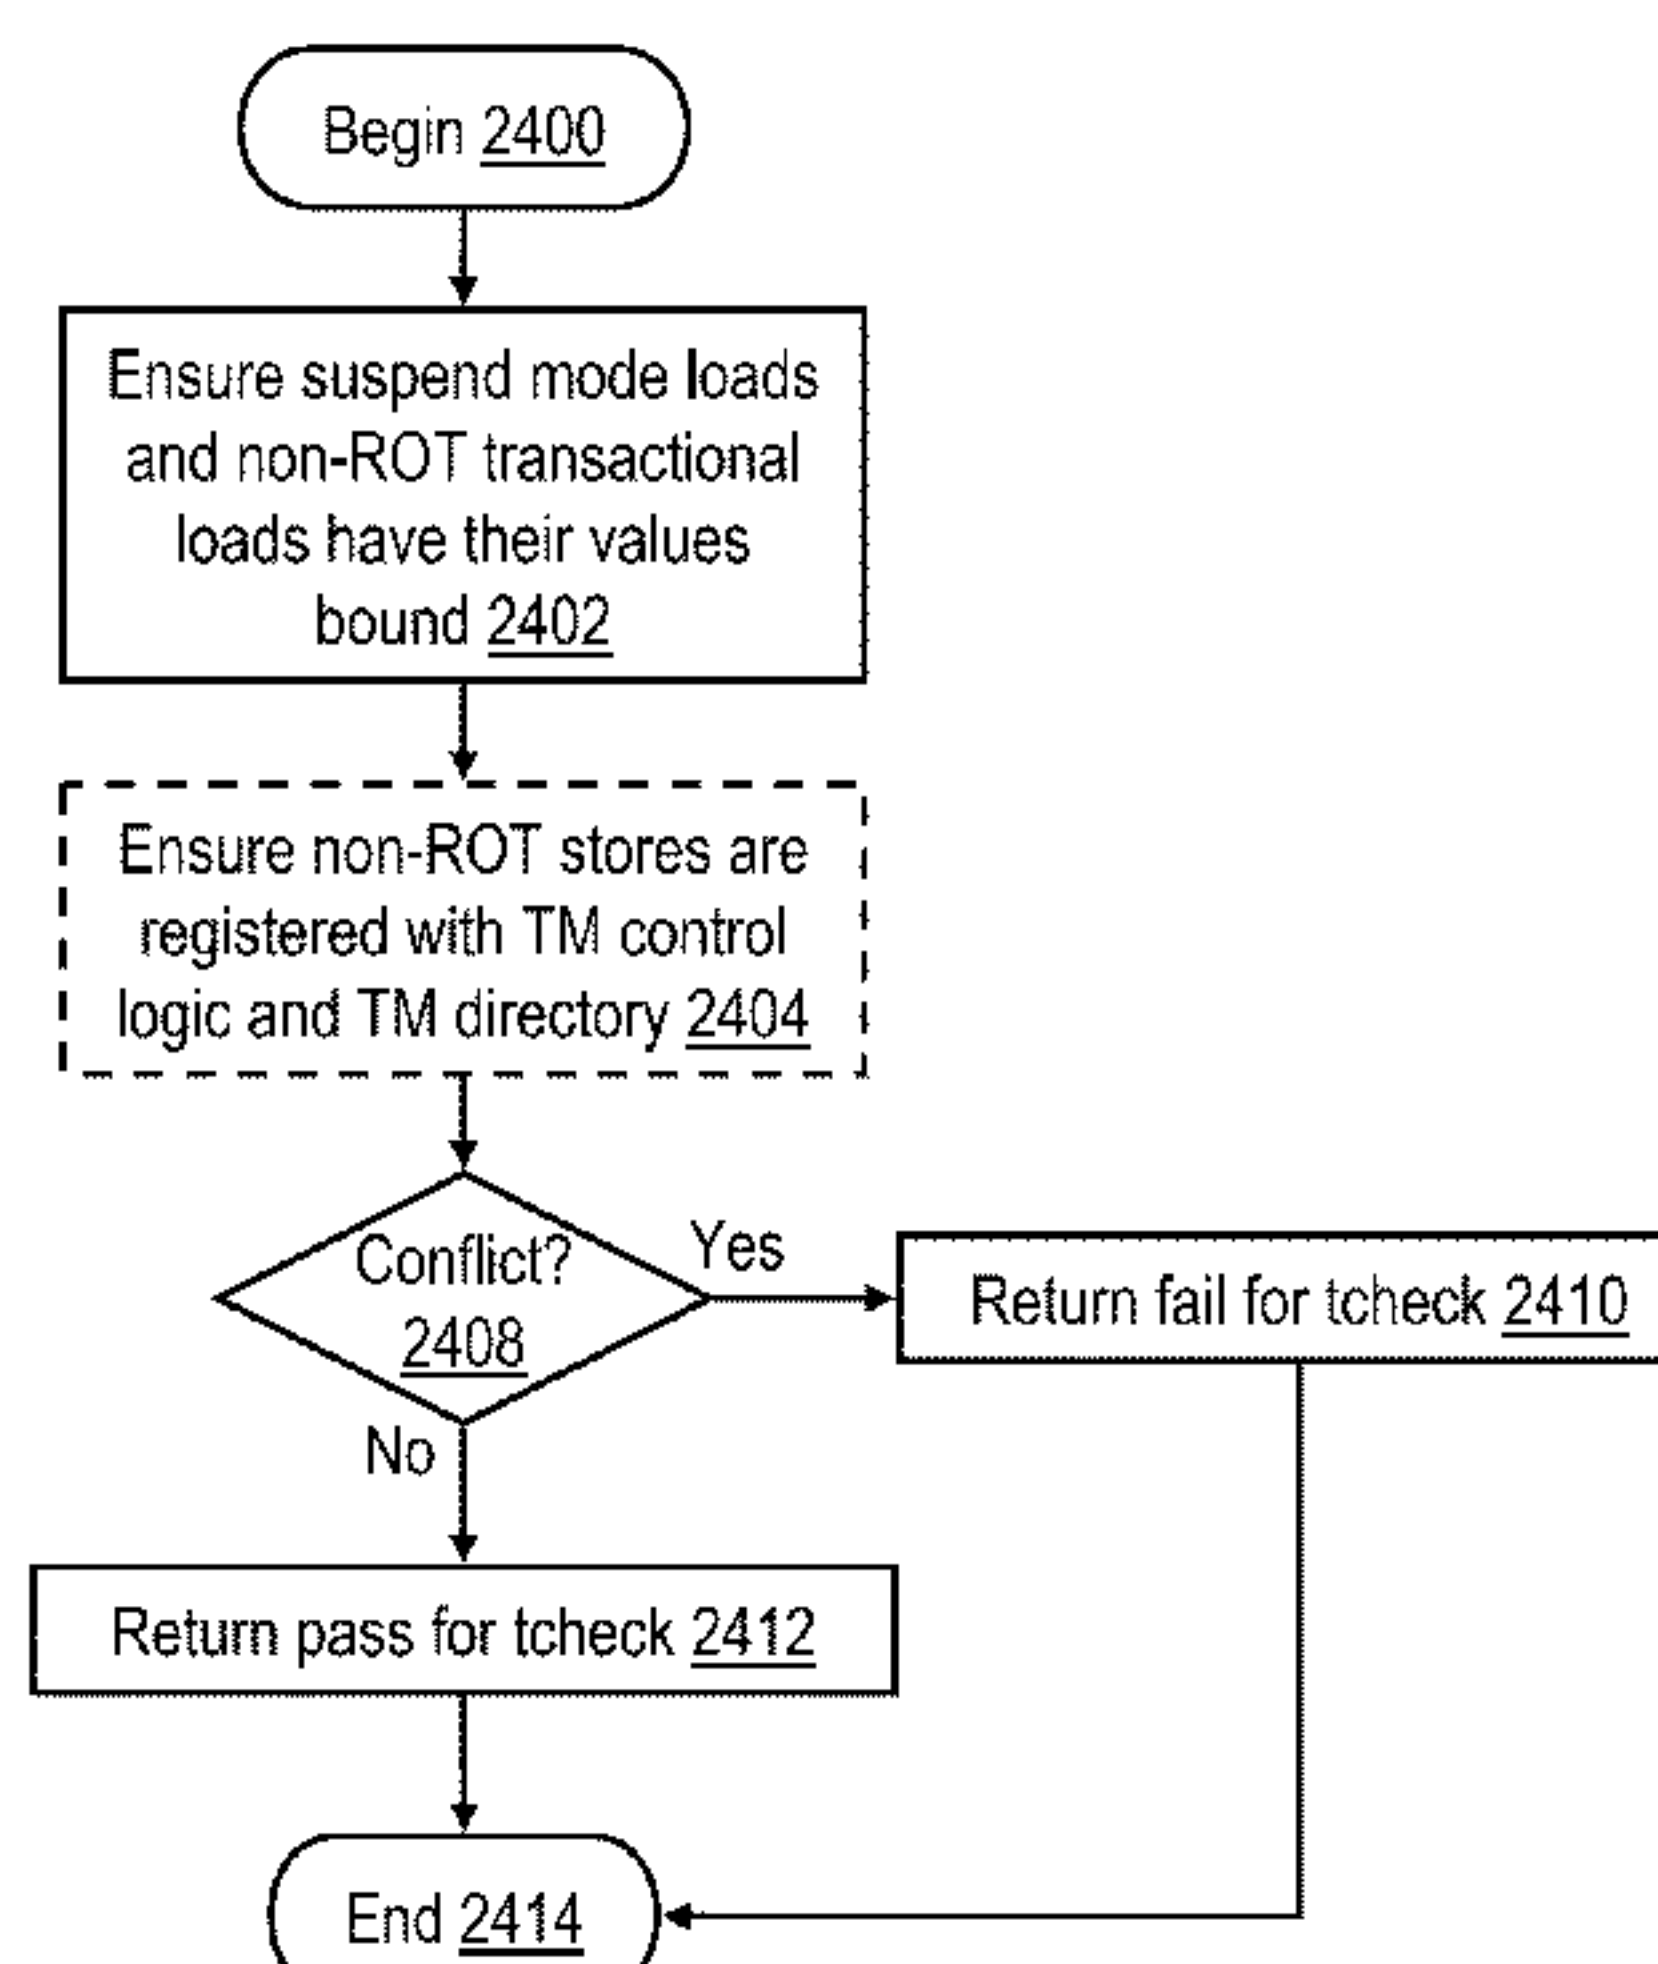 Begin 2400
Ensure suspend mode loads
and non-ROT transactional
loads have their values
bound 2402
Ensure non-ROT stores are
registered with TM control
logic and TM directory 2404
Conflict?
2408
Yes
Return fail for tcheck 2410
No
Return pass for tcheck 2412
End 2414